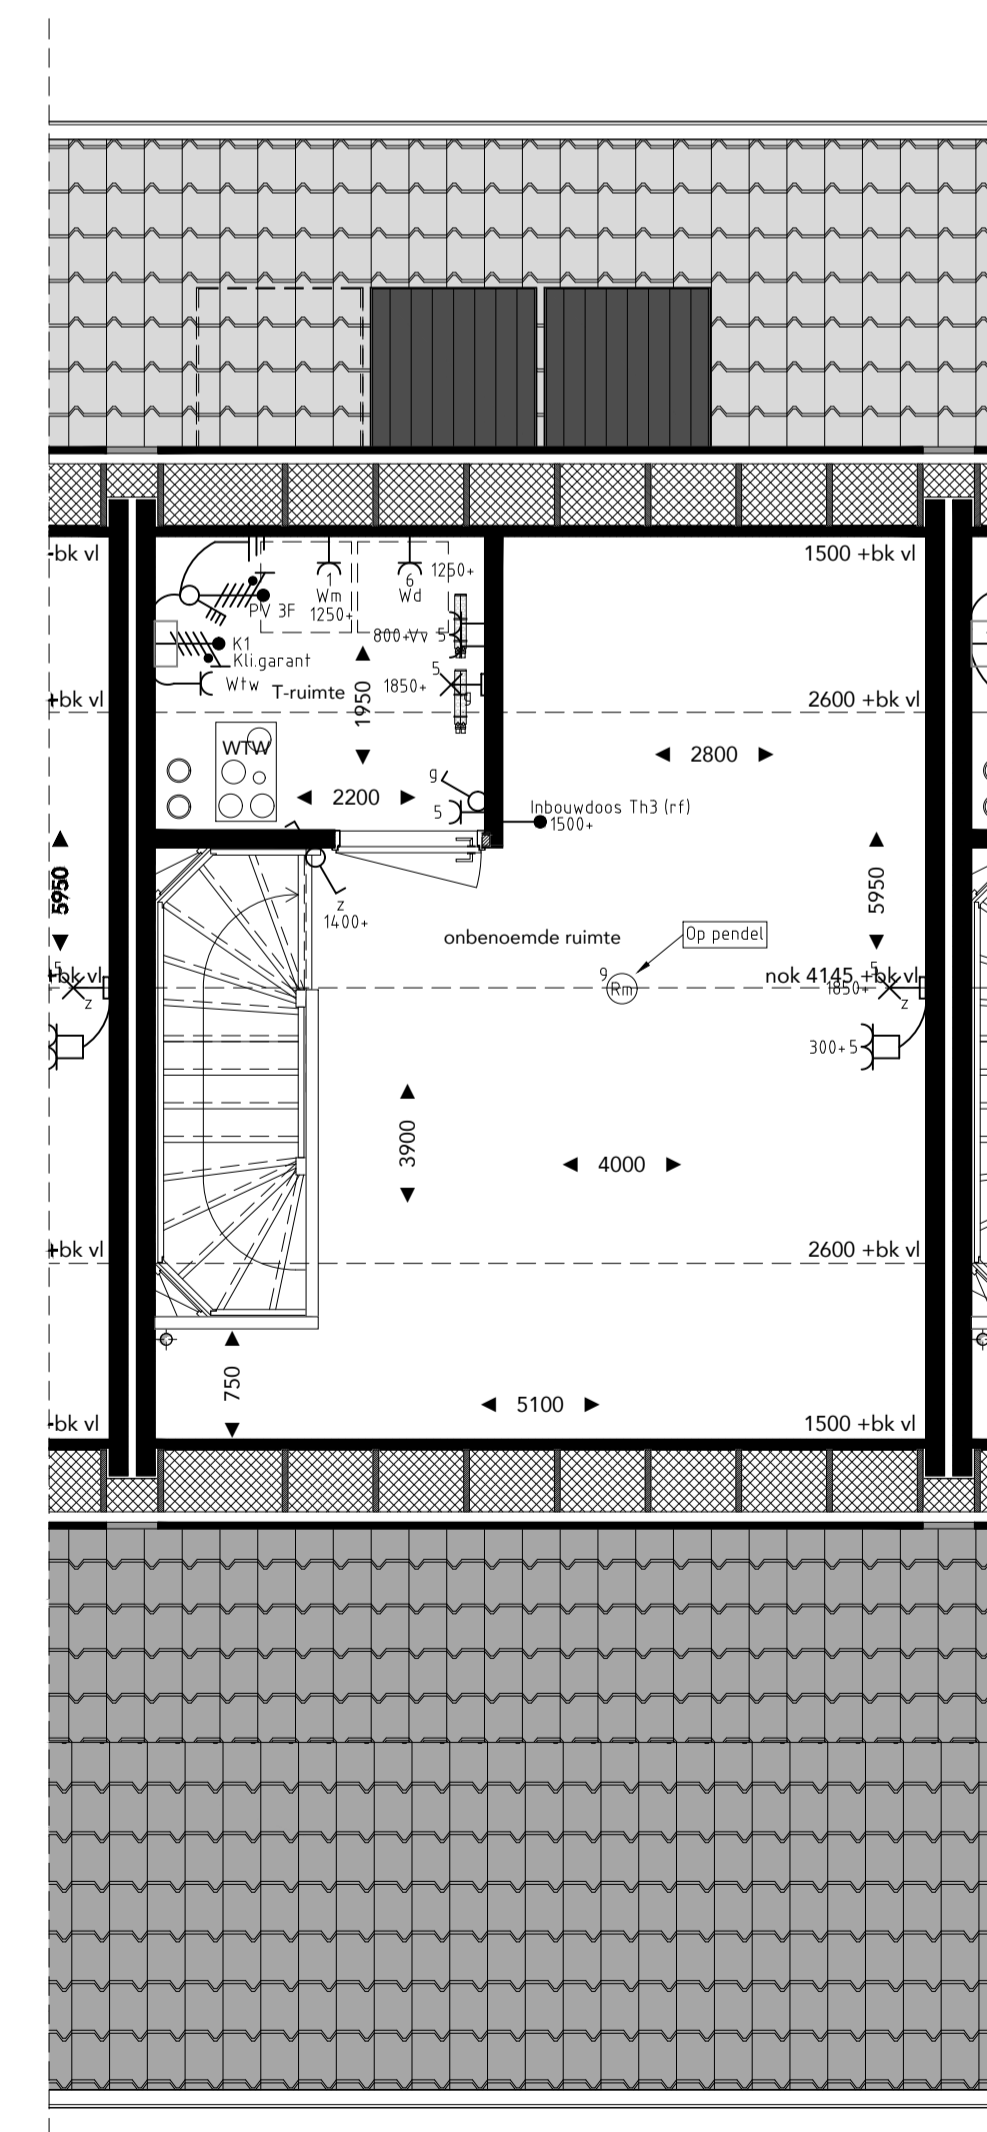 -bk vl
1500 +bk vl
1250+
1
Wm
1250+
6
Wd
PV 3F
800+Vv 5
K1
Kli.garant
Wtw
T-ruimte
1950
5
1850+
g
+bk vl
2600 +bk vl
WTW
2800
g
2200
5
Inbouwdoos Th3 (rf)
1500+
5950
5950
z
1400+
onbenoemde ruimte
Op pendel
+bk vl
nok 4145 +bk vl
9
Rm
5
z
5
1850+
z
300+5
3900
4000
+bk vl
2600 +bk vl
750
5100
-bk vl
1500 +bk vl